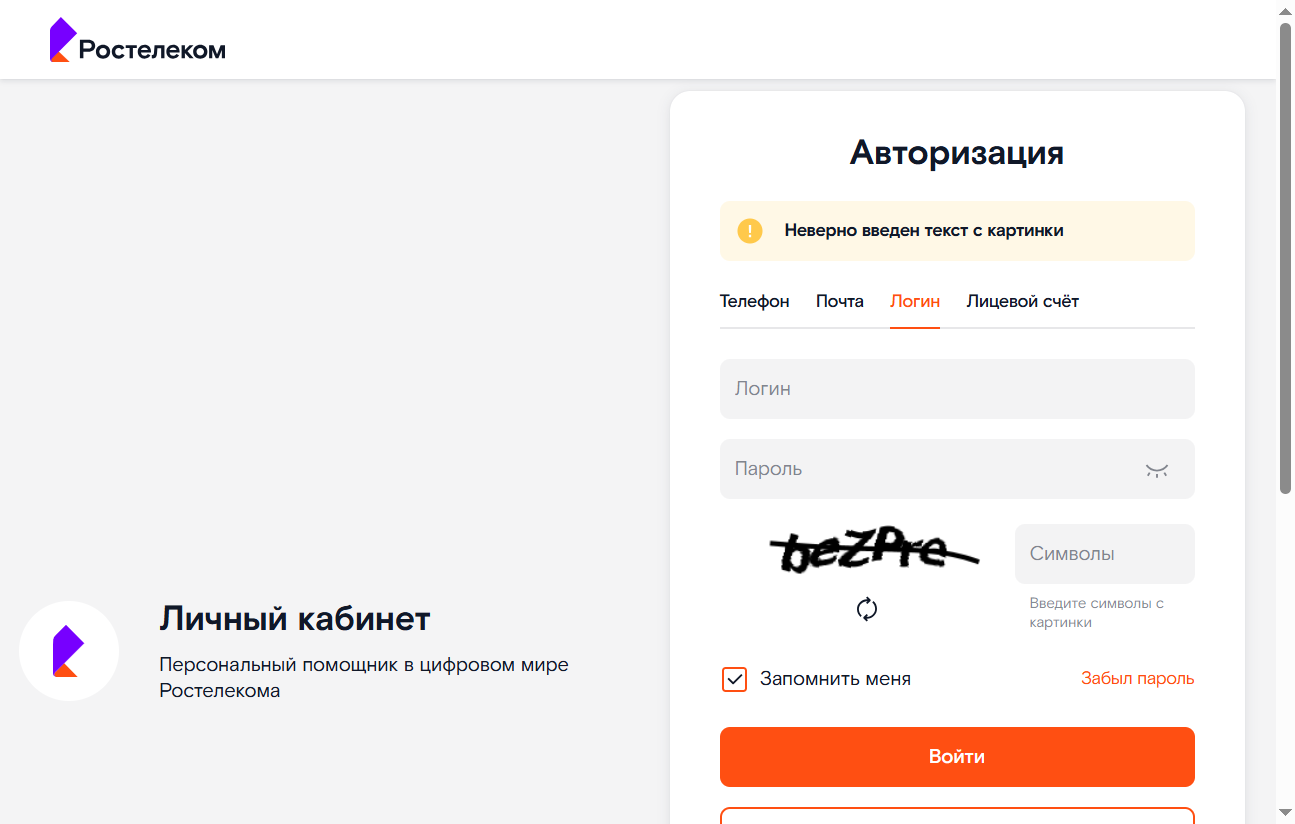 Ростелеком
Авторизация
Неверно введен текст с картинки
Телефон Почта Логин Лицевой счёт
Логин
Пароль
beZPre
Символы
Введите символы с
картинки
Личный кабинет
Персональный помощник в цифровом мире
Ростелекома
Запомнить меня
Забыл пароль
Войти